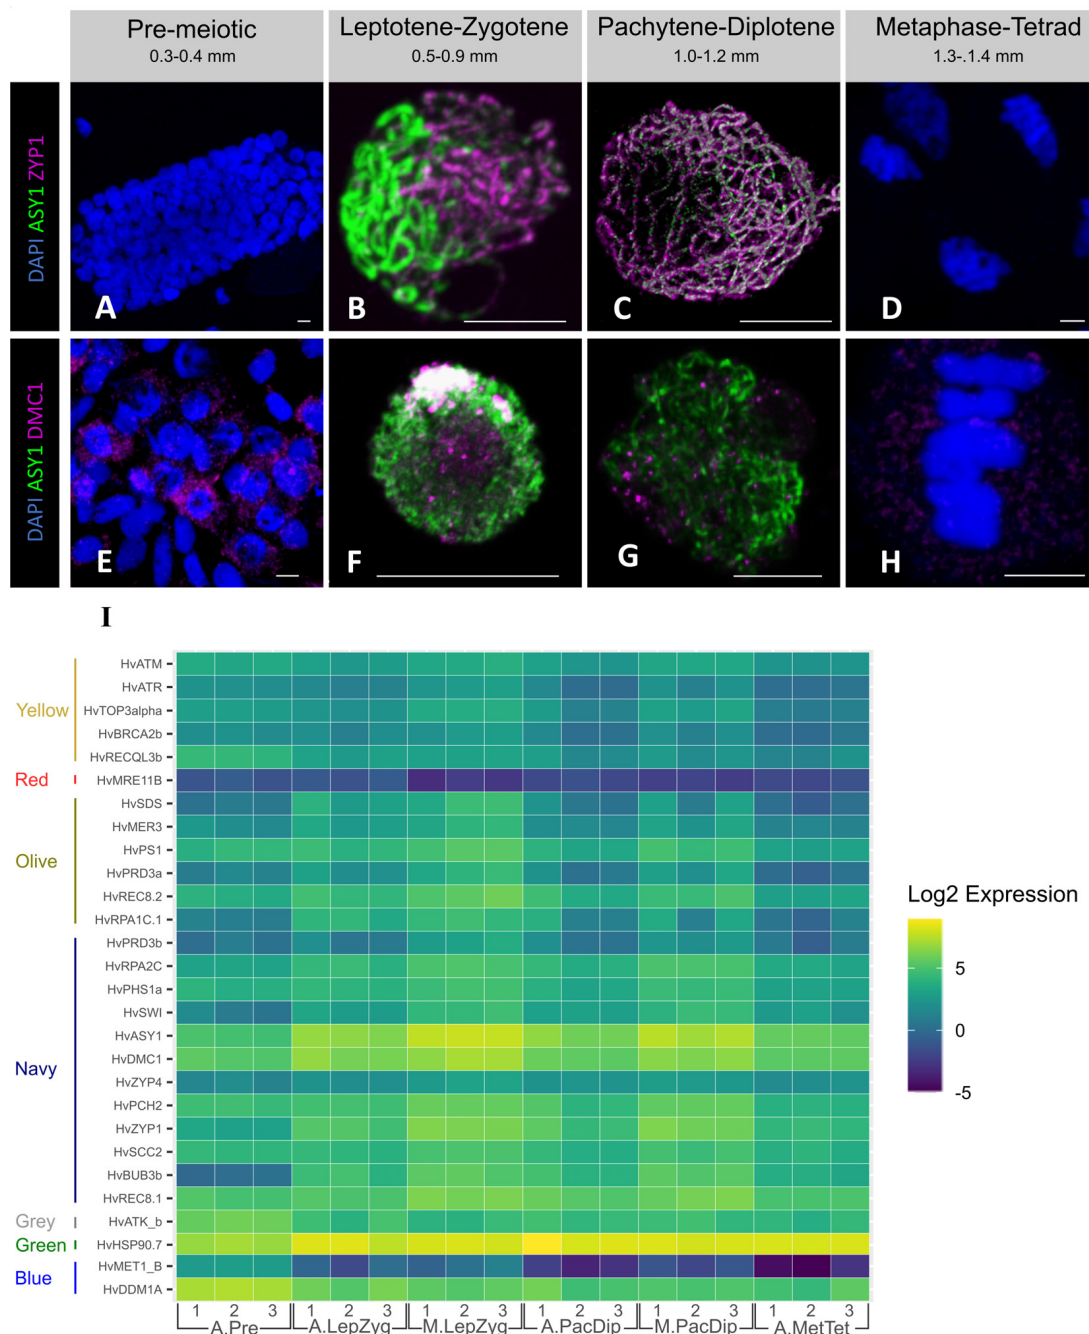 Pre-meiotic
0.3-0.4 mm
Leptotene-Zygotene
0.5-0.9 mm
Pachytene-Diplotene
1.0-1.2 mm
Metaphase-Tetrad
1.3-.1.4 mm
DAPI ASY1 ZYP1
A
B
C
D
DAPI ASY1 DMC1
E
F
G
H
I
Yellow
HvATM
HvATR
HvTOP3alpha
HvBRCA2b
HvRECQL3b
Red
HvMRE11B
Olive
HvSDS
HvMER3
HvPS1
HvPRD3a
HvREC8.2
HvRPA1C.1
Navy
HvPRD3b
HvRPA2C
HvPHS1a
HvSWI
HvASY1
HvDMC1
HvZYP4
HvPCH2
HvZYP1
HvSCC2
HvBUB3b
HvREC8.1
Grey
HvATK_b
Green
HvHSP90.7
Blue
HvMET1_B
HvDDM1A
1 2 3 1 2 3 1 2 3 1 2 3 1 2 3 1 2 3
A.Pre A.LepZyg M.LepZyg A.PacDip M.PacDip A.MetTet
Log2 Expression
5
0
-5